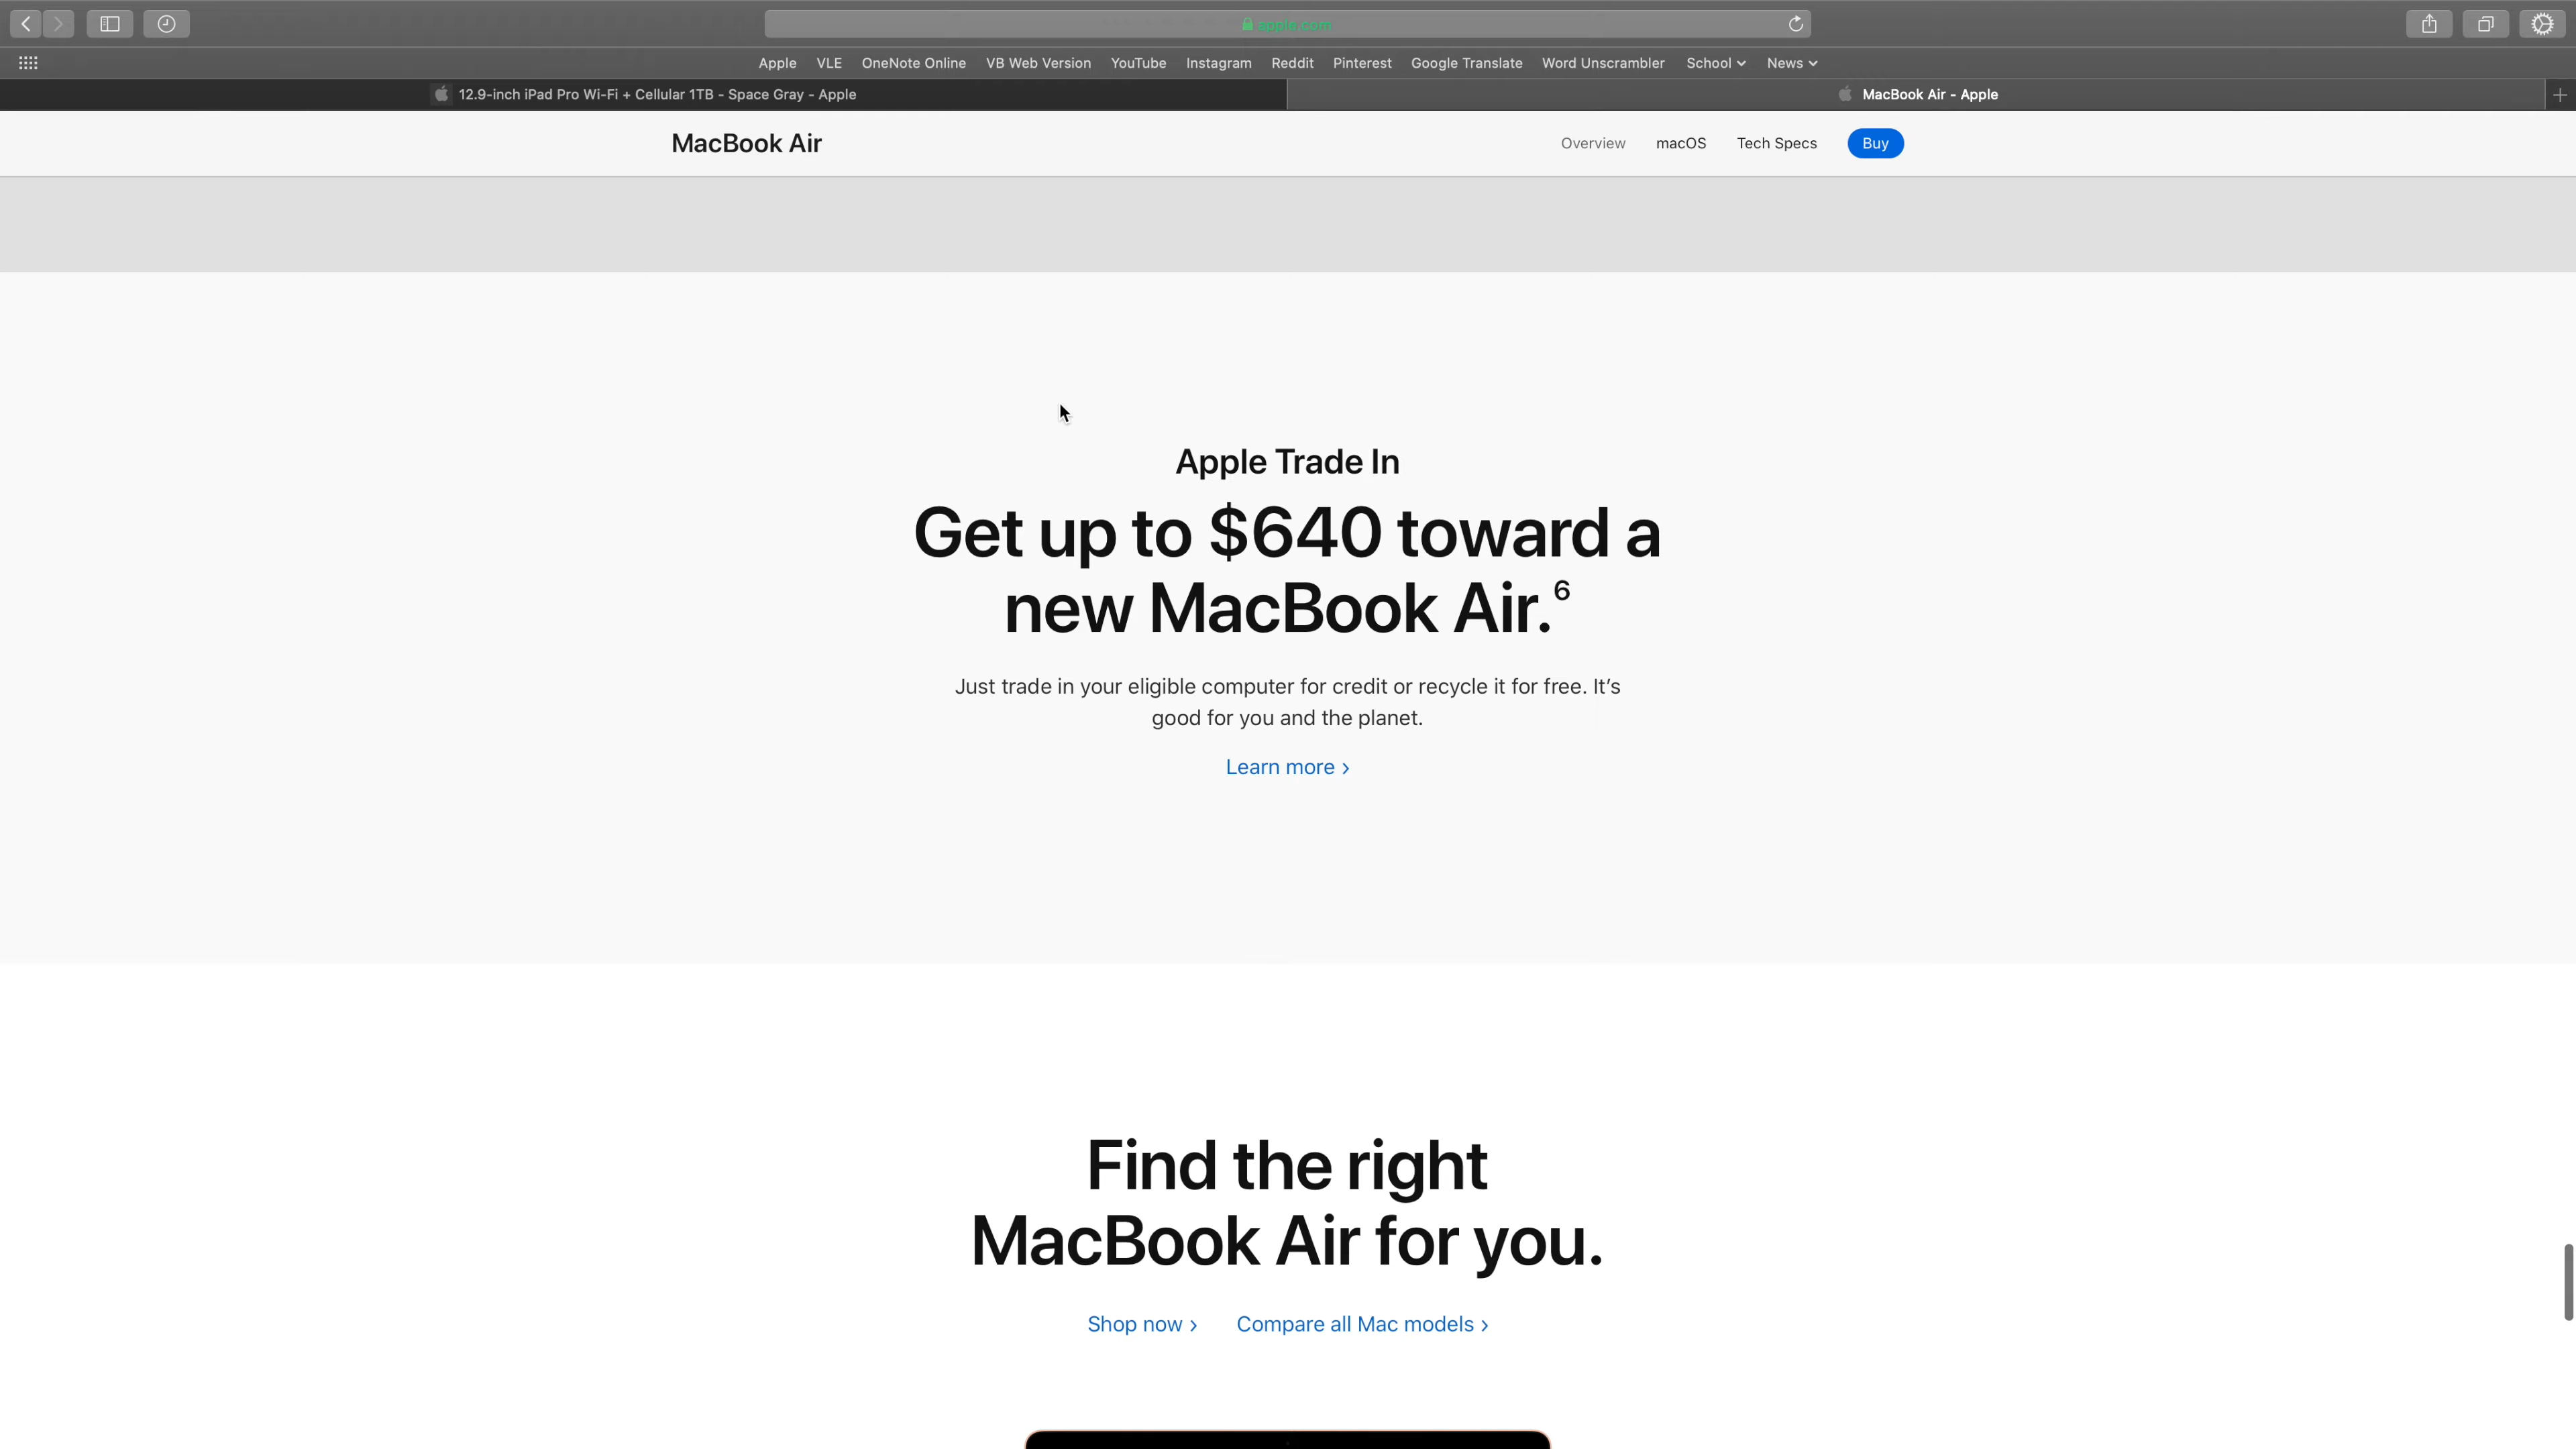 apple.com
Apple VLE OneNote Online VB Web Version YouTube Instagram Reddit Pinterest Google Translate Word Unscrambler School News
12.9-inch iPad Pro Wi-Fi + Cellular 1TB - Space Gray - Apple
MacBook Air - Apple
MacBook Air
Overview macOS Tech Specs Buy
Apple Trade In
Get up to $640 toward a
new MacBook Air.⁶
Just trade in your eligible computer for credit or recycle it for free. It's
good for you and the planet.
Learn more ›
Find the right
MacBook Air for you.
Shop now › Compare all Mac models ›